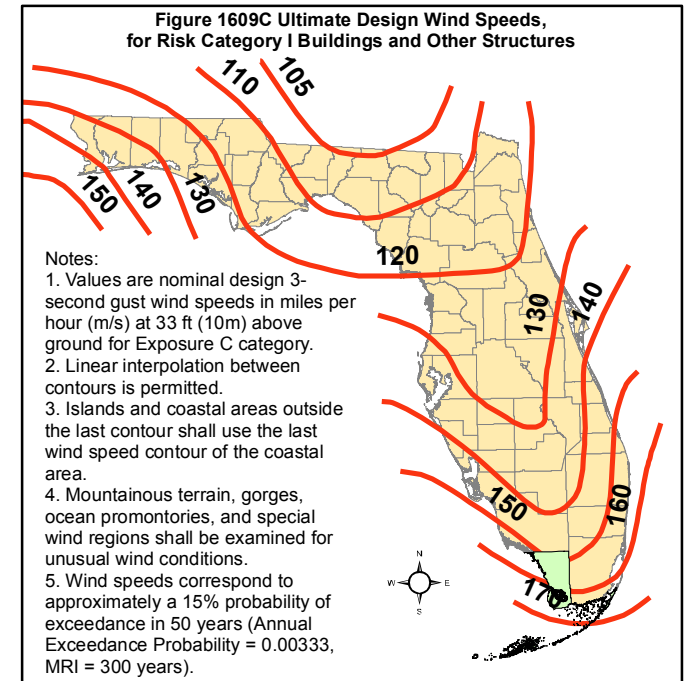 Figure 1609C Ultimate Design Wind Speeds,
for Risk Category I Buildings and Other Structures
105
110
150
140
130
120
130
140
150
160
170
Notes:
1. Values are nominal design 3-
second gust wind speeds in miles per
hour (m/s) at 33 ft (10m) above
ground for Exposure C category.
2. Linear interpolation between
contours is permitted.
3. Islands and coastal areas outside
the last contour shall use the last
wind speed contour of the coastal
area.
4. Mountainous terrain, gorges,
ocean promontories, and special
wind regions shall be examined for
unusual wind conditions.
5. Wind speeds correspond to
approximately a 15% probability of
exceedance in 50 years (Annual
Exceedance Probability = 0.00333,
MRI = 300 years).
N
W E
S